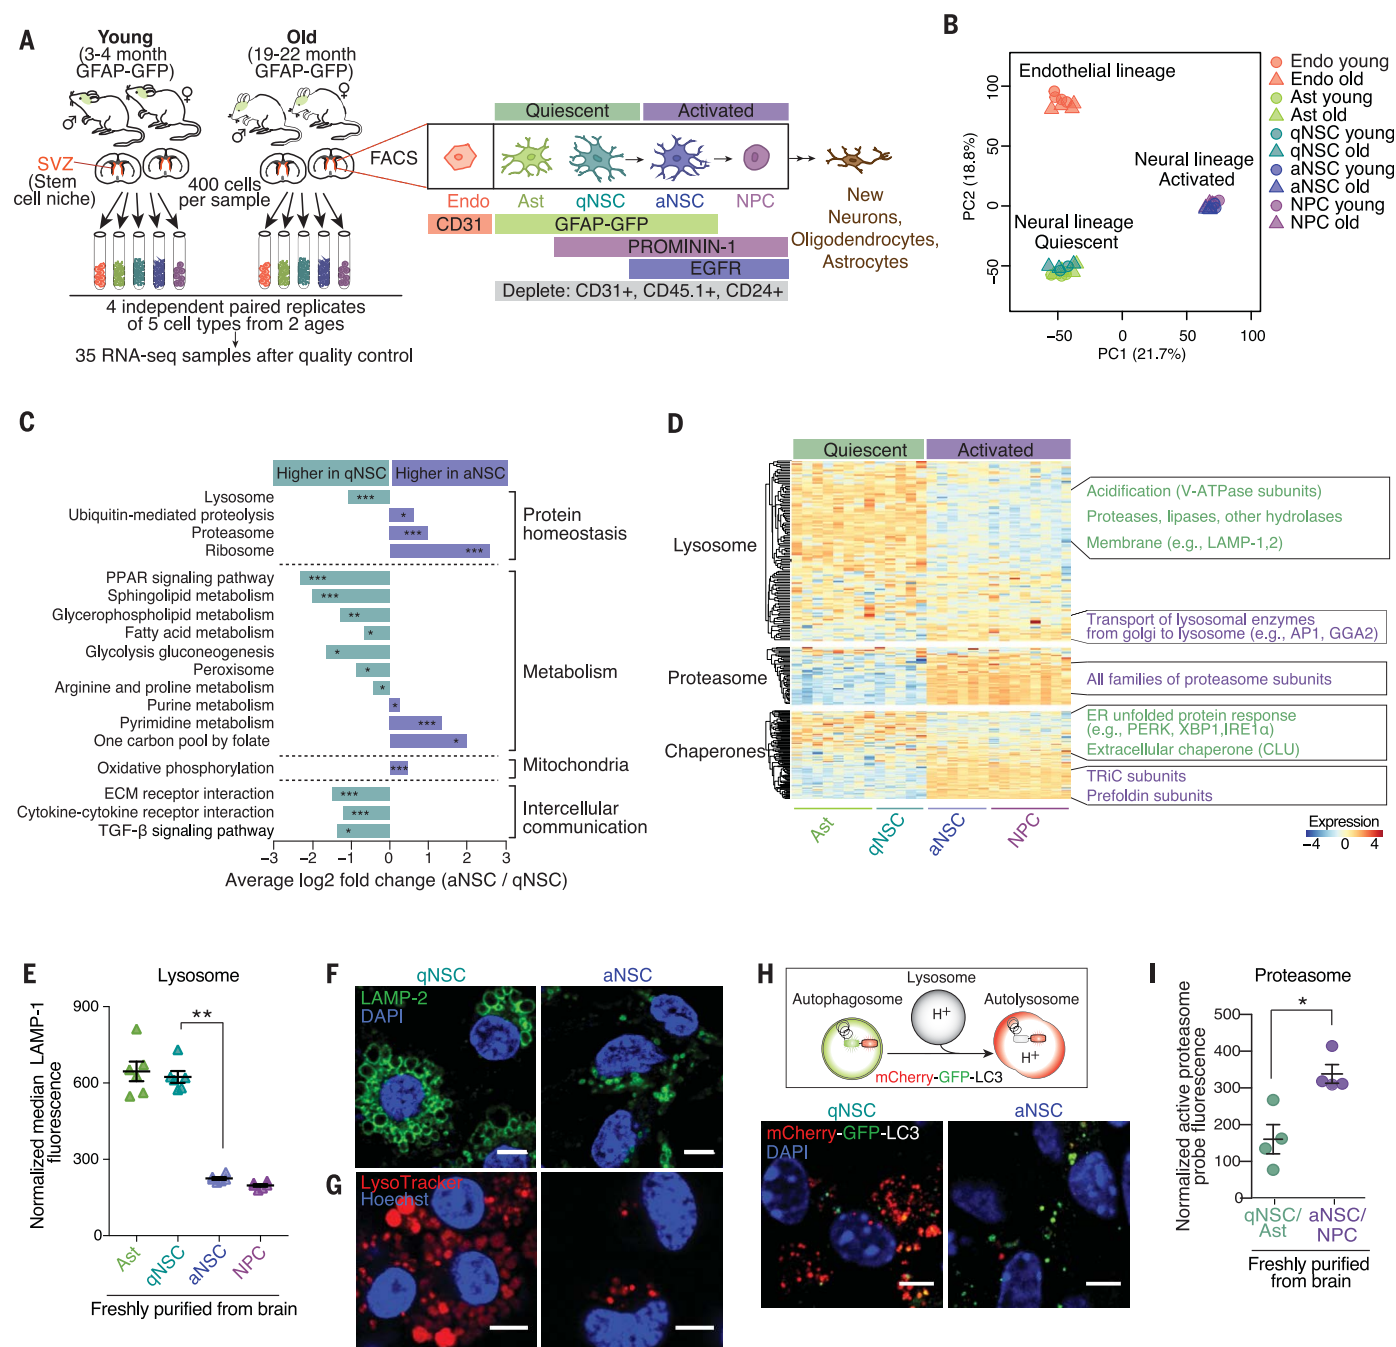 A
Young
(3-4 month
GFAP-GFP)
Old
(19-22 month
GFAP-GFP)
SVZ
(Stem
cell niche)
400 cells
per sample
FACS
4 independent paired replicates
of 5 cell types from 2 ages
35 RNA-seq samples after quality control
Quiescent
Activated
Endo
Ast
qNSC
aNSC
NPC
CD31
GFAP-GFP
PROMININ-1
EGFR
Deplete: CD31+, CD45.1+, CD24+
New
Neurons,
Oligodendrocytes,
Astrocytes
B
PC2 (18.8%)
100
50
0
−50
Endothelial lineage
Neural lineage
Activated
Neural lineage
Quiescent
−50
0
50
100
PC1 (21.7%)
Endo young
Endo old
Ast young
Ast old
qNSC young
qNSC old
aNSC young
aNSC old
NPC young
NPC old
C
Higher in qNSC
Higher in aNSC
Lysosome ***
Ubiquitin-mediated proteolysis *
Proteasome ***
Ribosome ***
Protein
homeostasis
PPAR signaling pathway ***
Sphingolipid metabolism ***
Glycerophospholipid metabolism **
Fatty acid metabolism *
Glycolysis gluconeogenesis *
Peroxisome *
Arginine and proline metabolism *
Purine metabolism *
Pyrimidine metabolism ***
One carbon pool by folate *
Metabolism
Oxidative phosphorylation ***
Mitochondria
ECM receptor interaction ***
Cytokine-cytokine receptor interaction ***
TGF-β signaling pathway *
Intercellular
communication
−3 −2 −1 0 1 2 3
Average log2 fold change (aNSC / qNSC)
D
Quiescent
Activated
Lysosome
Proteasome
Chaperones
Acidification (V-ATPase subunits)
Proteases, lipases, other hydrolases
Membrane (e.g., LAMP-1,2)
Transport of lysosomal enzymes
from golgi to lysosome (e.g., AP1, GGA2)
All families of proteasome subunits
ER unfolded protein response
(e.g., PERK, XBP1,IRE1α)
Extracellular chaperone (CLU)
TRiC subunits
Prefoldin subunits
Ast
qNSC
aNSC
NPC
Expression
−4 0 4
E
Lysosome
Normalized median LAMP-1
fluorescence
900
600
300
0
**
Ast
qNSC
aNSC
NPC
Freshly purified from brain
F
qNSC
aNSC
LAMP-2
DAPI
G
LysoTracker
Hoechst
H
Lysosome
Autophagosome
Autolysosome
H+
H+
mCherry-GFP-LC3
qNSC
aNSC
mCherry-GFP-LC3
DAPI
I
Proteasome
Normalized active proteasome
probe fluorescence
500
400
300
200
100
0
*
qNSC/
Ast
aNSC/
NPC
Freshly purified
from brain